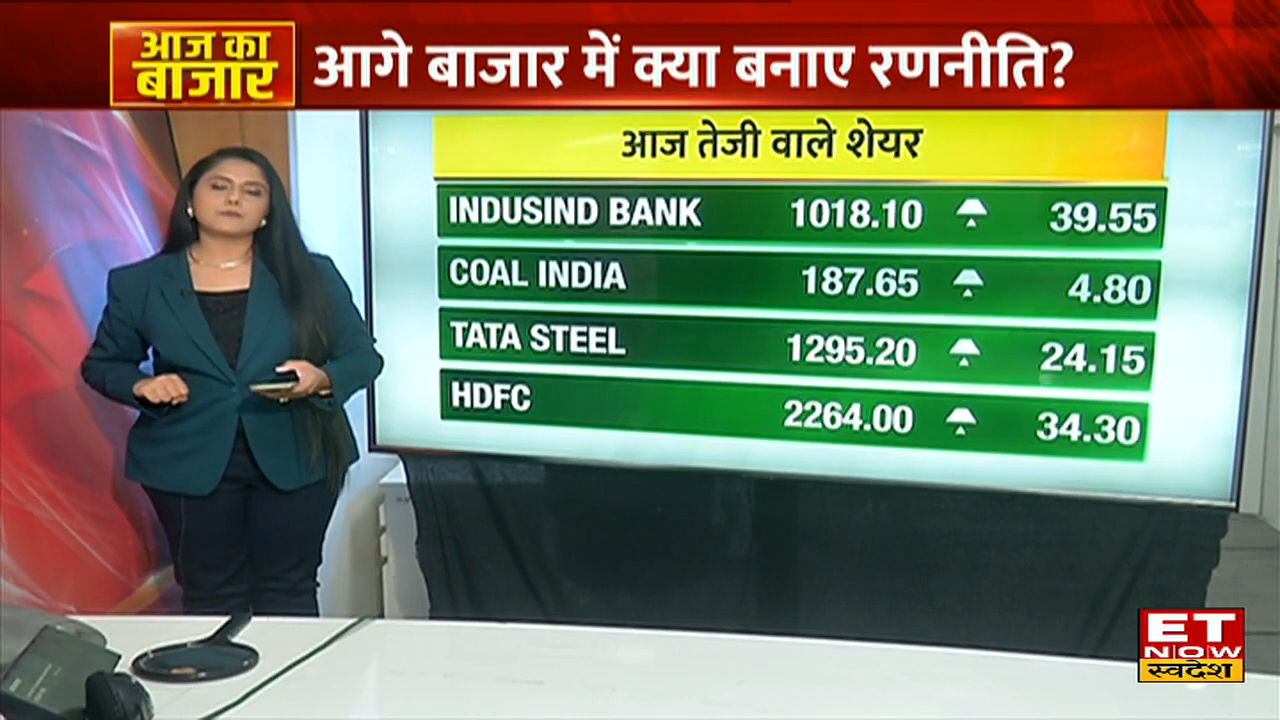 आज का
बाजार
आगे बाजार में क्या बनाए रणनीति?
आज तेजी वाले शेयर
INDUSIND BANK 1018.10 39.55
COAL INDIA 187.65 4.80
TATA STEEL 1295.20 24.15
HDFC 2264.00 34.30
ET
NOW
स्वदेश